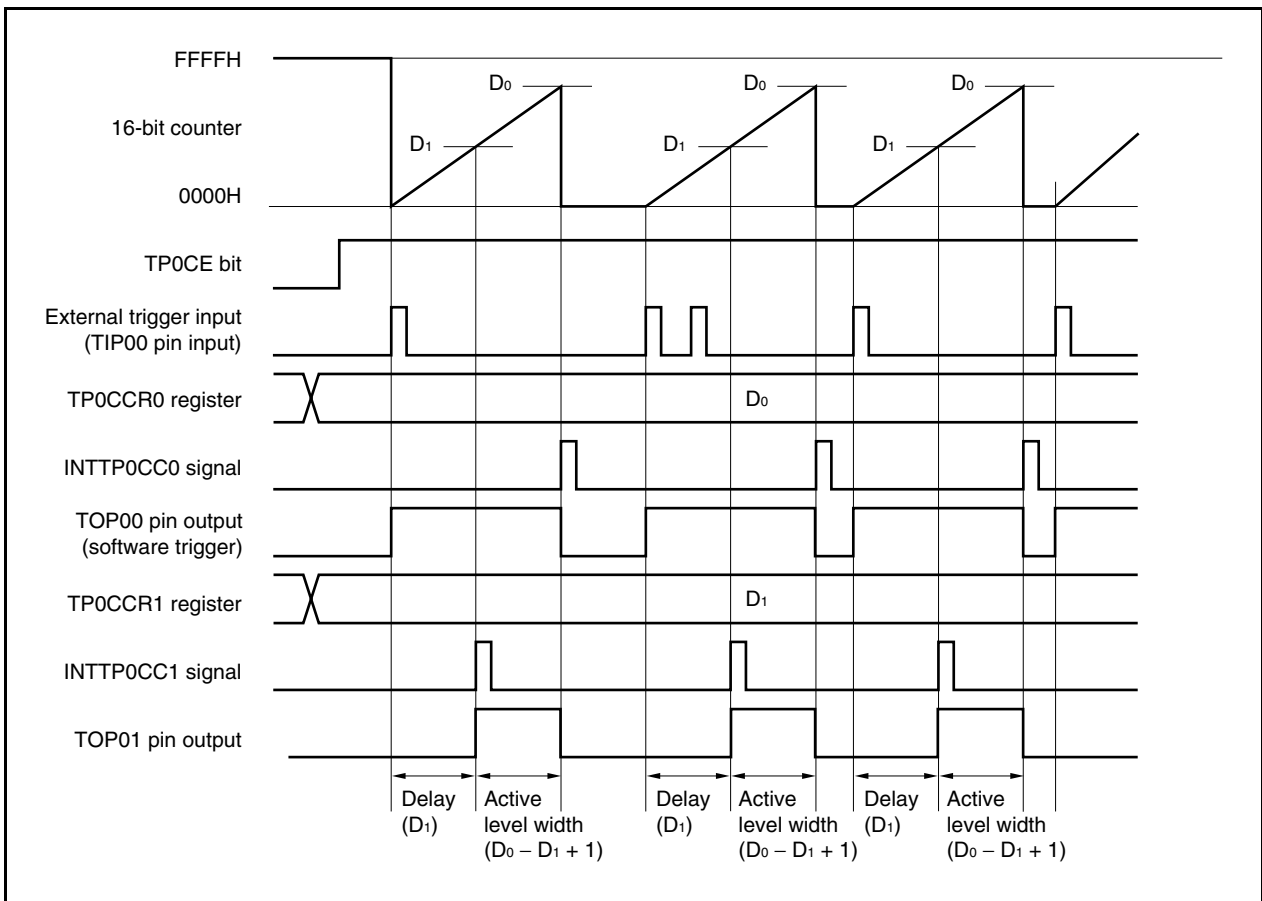 FFFFH
D₀ D₀ D₀
16-bit counter
D₁ D₁ D₁
0000H
TP0CE bit
External trigger input
(TIP00 pin input)
TP0CCR0 register
D₀
INTTP0CC0 signal
TOP00 pin output
(software trigger)
TP0CCR1 register
D₁
INTTP0CC1 signal
TOP01 pin output
Delay
(D₁)
Active
level width
(D₀ − D₁ + 1)
Delay
(D₁)
Active
level width
(D₀ − D₁ + 1)
Delay
(D₁)
Active
level width
(D₀ − D₁ + 1)